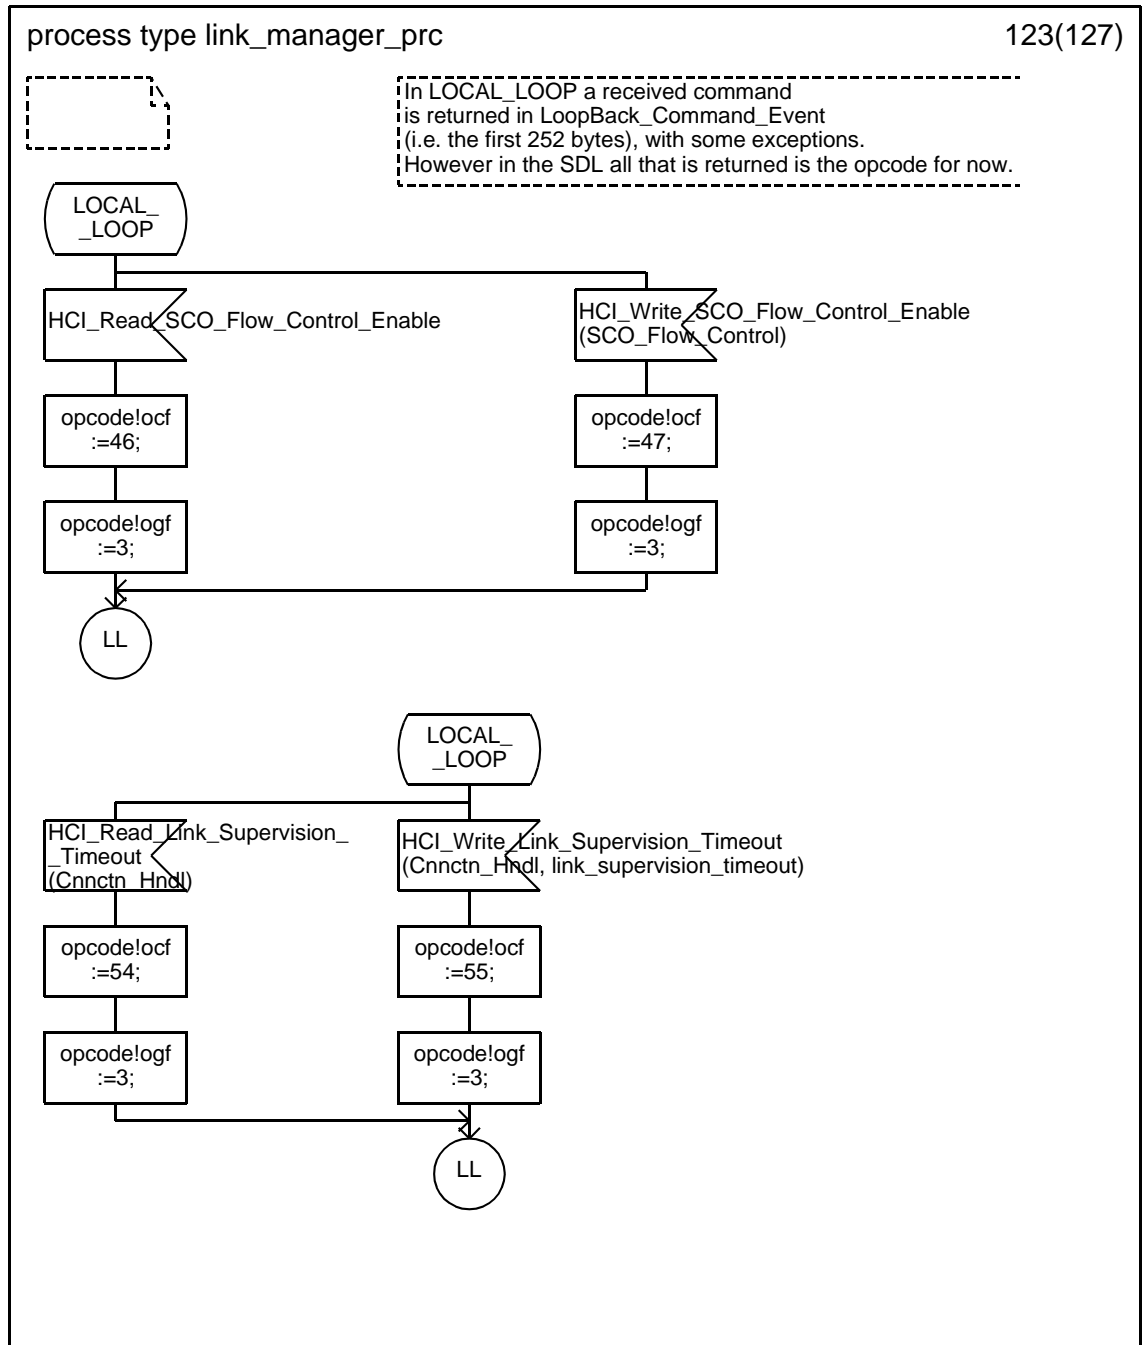 process type link_manager_prc
123(127)
In LOCAL_LOOP a received command
is returned in LoopBack_Command_Event
(i.e. the first 252 bytes), with some exceptions.
However in the SDL all that is returned is the opcode for now.
LOCAL_
_LOOP
HCI_Read_SCO_Flow_Control_Enable
HCI_Write_SCO_Flow_Control_Enable
(SCO_Flow_Control)
opcode!ocf
:=46;
opcode!ocf
:=47;
opcode!ogf
:=3;
opcode!ogf
:=3;
LL
LOCAL_
_LOOP
HCI_Read_Link_Supervision_
_Timeout
(Cnnctn_Hndl)
HCI_Write_Link_Supervision_Timeout
(Cnnctn_Hndl, link_supervision_timeout)
opcode!ocf
:=54;
opcode!ocf
:=55;
opcode!ogf
:=3;
opcode!ogf
:=3;
LL